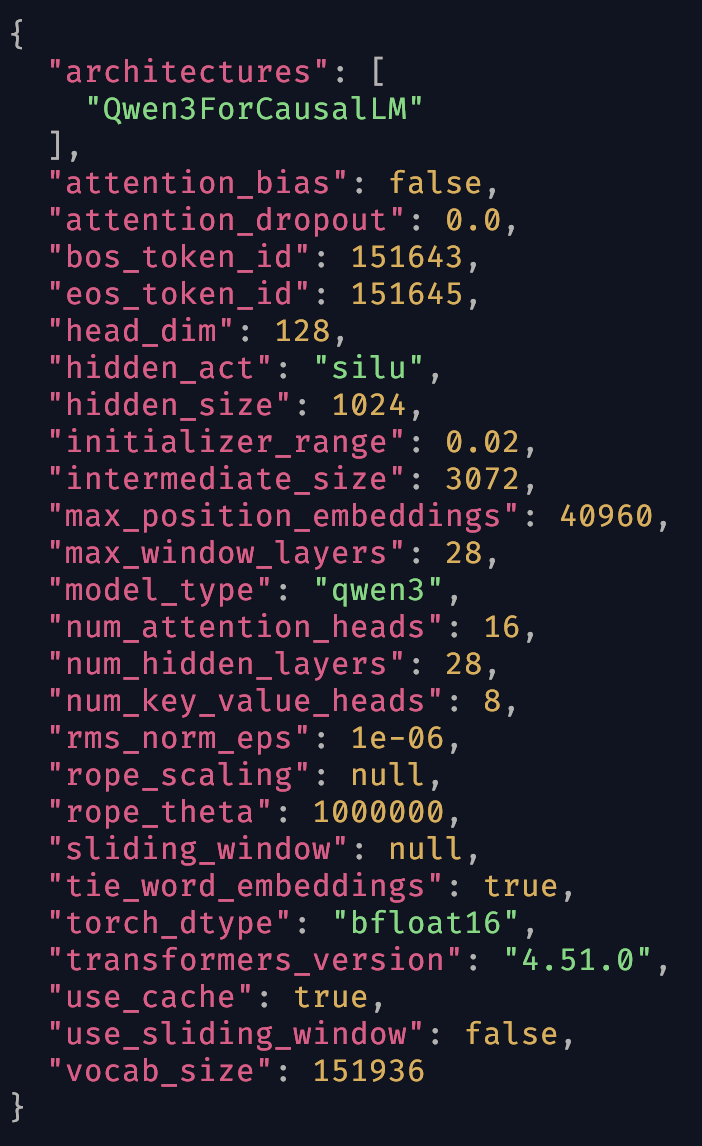 {
  "architectures": [
    "Qwen3ForCausalLM"
  ],
  "attention_bias": false,
  "attention_dropout": 0.0,
  "bos_token_id": 151643,
  "eos_token_id": 151645,
  "head_dim": 128,
  "hidden_act": "silu",
  "hidden_size": 1024,
  "initializer_range": 0.02,
  "intermediate_size": 3072,
  "max_position_embeddings": 40960,
  "max_window_layers": 28,
  "model_type": "qwen3",
  "num_attention_heads": 16,
  "num_hidden_layers": 28,
  "num_key_value_heads": 8,
  "rms_norm_eps": 1e-06,
  "rope_scaling": null,
  "rope_theta": 1000000,
  "sliding_window": null,
  "tie_word_embeddings": true,
  "torch_dtype": "bfloat16",
  "transformers_version": "4.51.0",
  "use_cache": true,
  "use_sliding_window": false,
  "vocab_size": 151936
}